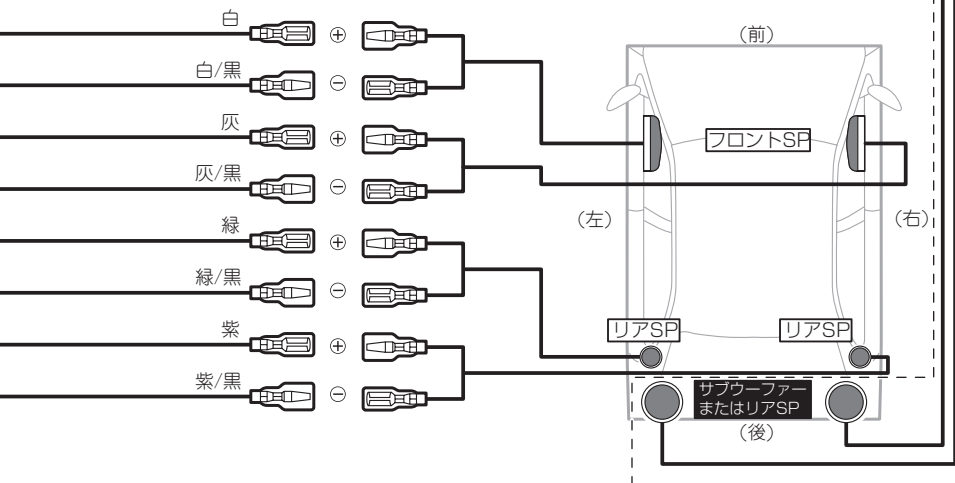 白
⊕
白/黒
⊖
灰
⊕
灰/黒
⊖
緑
⊕
緑/黒
⊖
紫
⊕
紫/黒
⊖
(前)
フロントSP
(左)
(右)
リアSP
リアSP
サブウーファー
またはリアSP
(後)